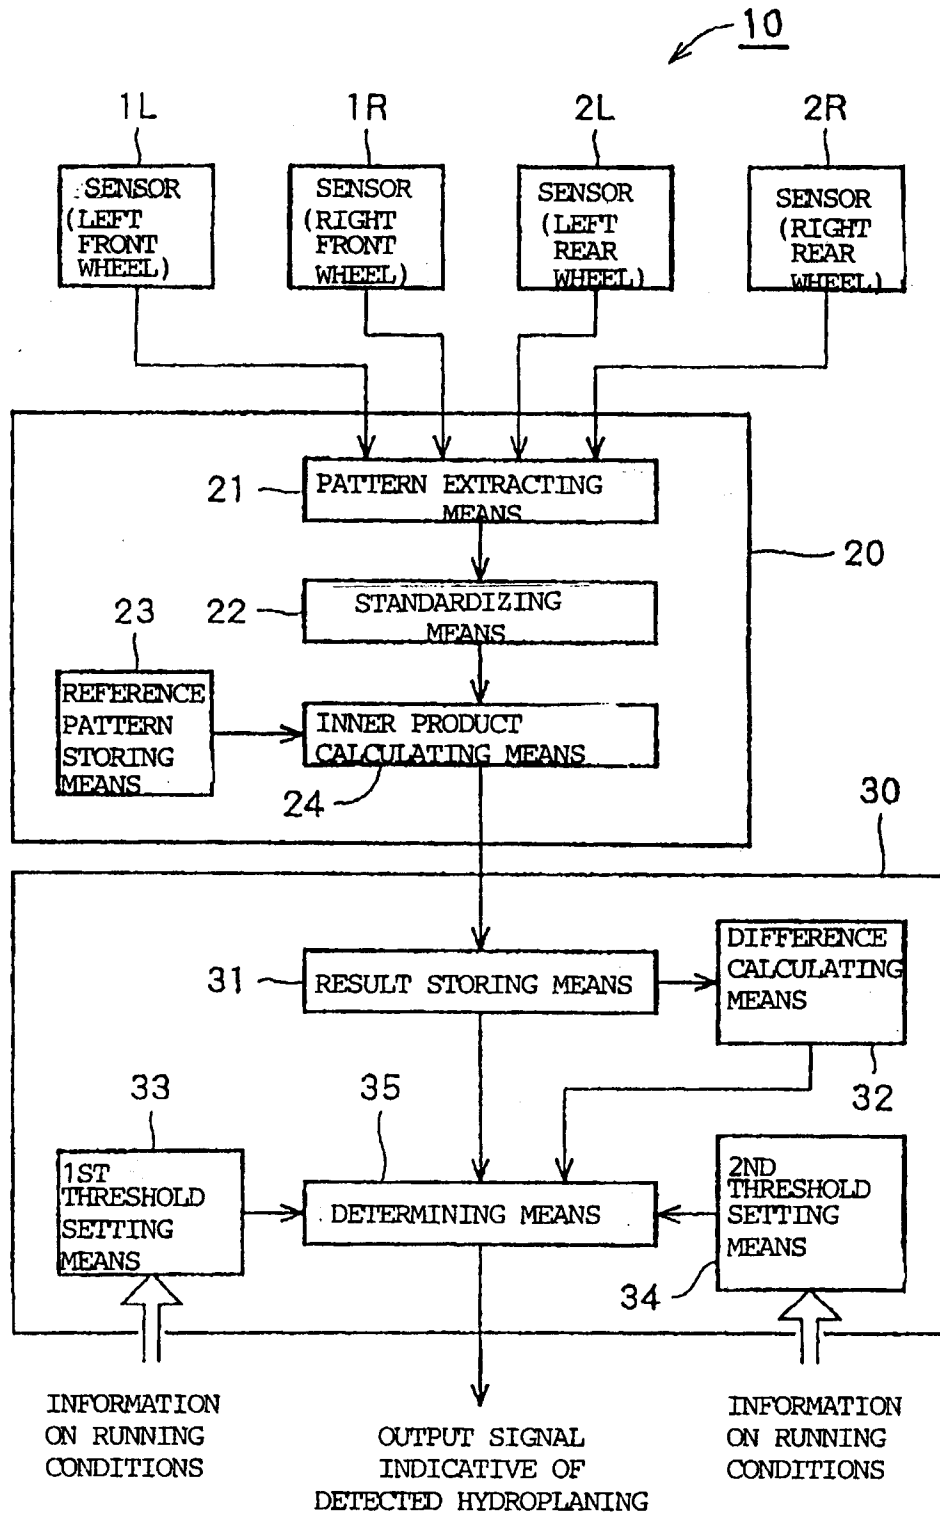 10
1L
1R
2L
2R
SENSOR
(LEFT
FRONT
WHEEL)
SENSOR
(RIGHT
FRONT
WHEEL)
SENSOR
(LEFT
REAR
WHEEL)
SENSOR
(RIGHT
REAR
WHEEL)
21
PATTERN EXTRACTING
MEANS
20
22
STANDARDIZING
MEANS
23
REFERENCE
PATTERN
STORING
MEANS
INNER PRODUCT
CALCULATING MEANS
24
30
31
RESULT STORING MEANS
DIFFERENCE
CALCULATING
MEANS
32
33
35
1ST
THRESHOLD
SETTING
MEANS
DETERMINING MEANS
2ND
THRESHOLD
SETTING
MEANS
34
INFORMATION
ON RUNNING
CONDITIONS
OUTPUT SIGNAL
INDICATIVE OF
DETECTED HYDROPLANING
INFORMATION
ON RUNNING
CONDITIONS